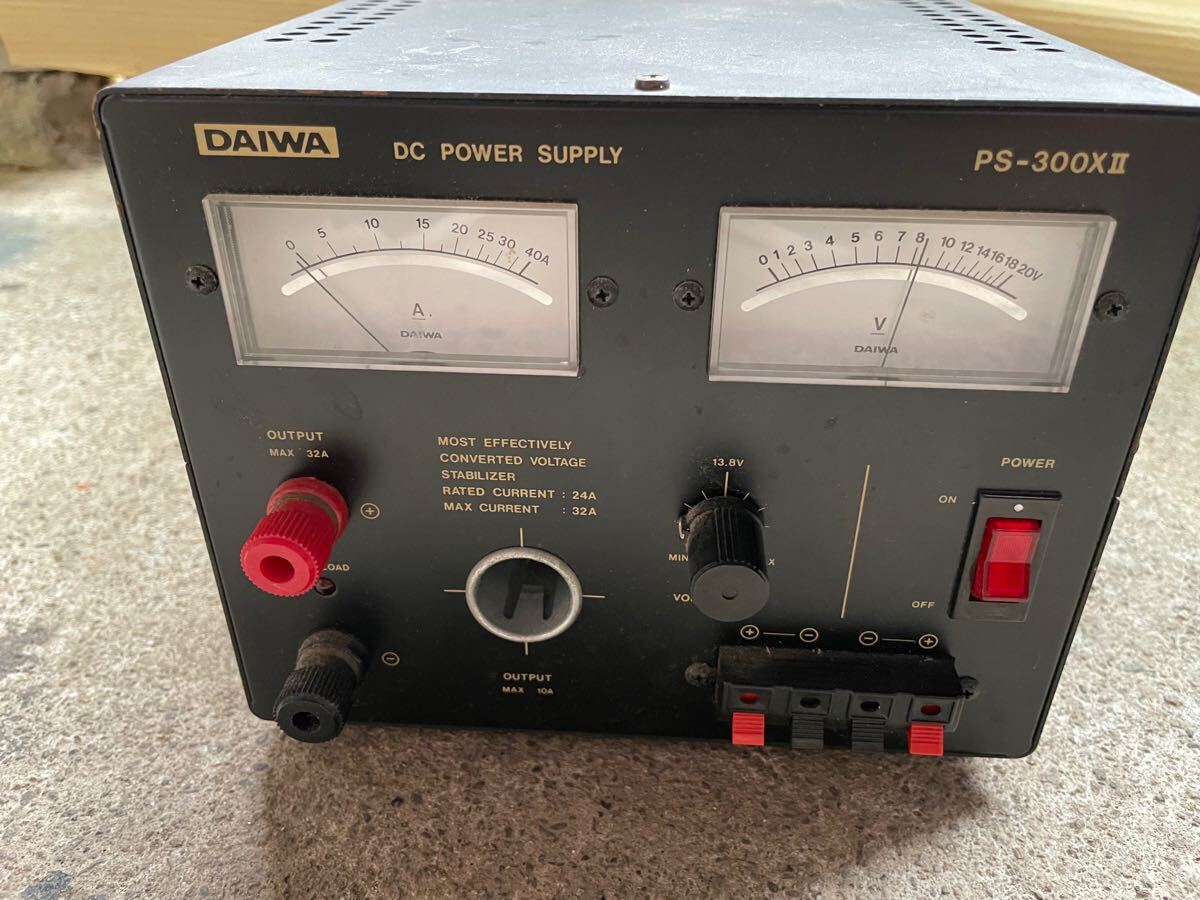 DAIWA
DC POWER SUPPLY
PS-300XⅡ
0 5 10 15 20 25 30 40A
A.
DAIWA
0 1 2 3 4 5 6 7 8 10 12 14 16 18 20V
V
DAIWA
OUTPUT
MAX 32A
MOST EFFECTIVELY
CONVERTED VOLTAGE
STABILIZER
RATED CURRENT : 24A
MAX CURRENT : 32A
13.8V
POWER
ON
OFF
MIN
⊕
⊖
OUTPUT
MAX 10A
⊕ ⊖ ⊖ ⊕